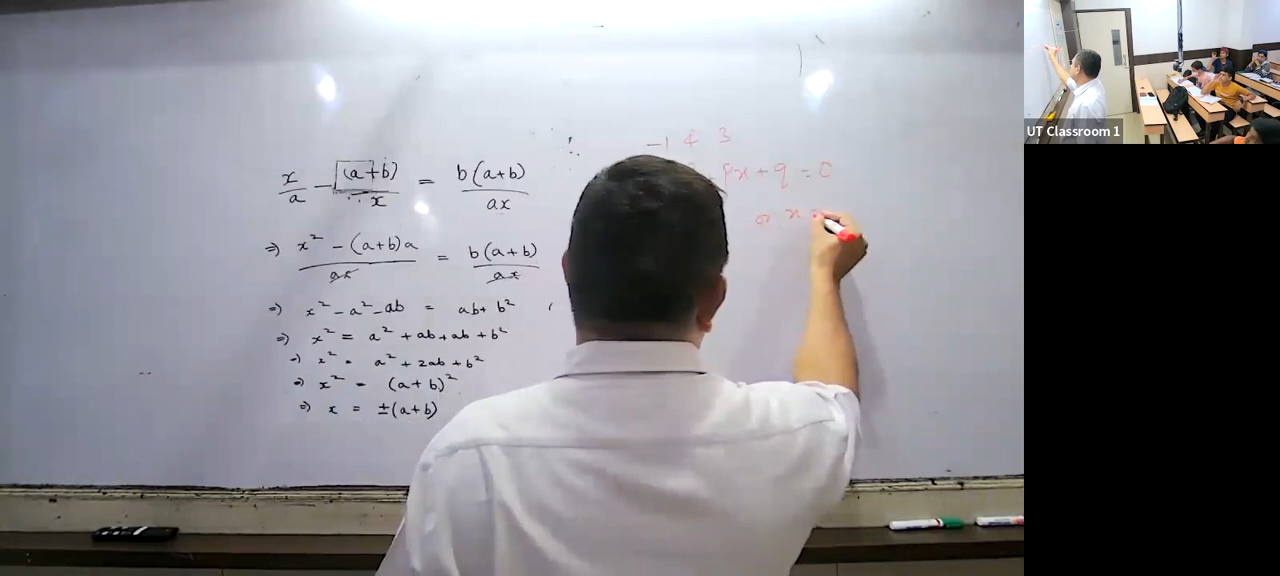 x/a - (a+b)/x = b(a+b)/ax
⇒ x² - (a+b)a/ax = b(a+b)/ax
⇒ x² - a² - ab = ab + b²
⇒ x² = a² + ab + ab + b²
⇒ x² = a² + 2ab + b²
⇒ x² = (a+b)²
⇒ x = ±(a+b)
-1 & 3
px + q = 0
or x
UT Classroom 1